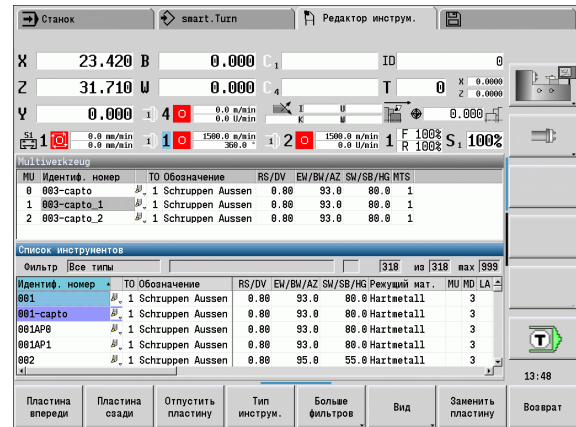 Станок smart.Turn Редактор инструм.
X 23.420 B 0.000 C 1 ID 0
Z 31.710 W 0.000 C 4 T 0 X 0.0000 Z 0.0000
Y 0.000 1) 4 0.0 m/min 0.0 U/min I U K W 0.000
S1 1 0.0 mm/min 0.0 mm/min 1) 1 1500.0 m/min 360.0 ° 1) 2 1500.0 m/min 0.0 U/min 1 F 100% R 100% S 1 100%
Multiwerkzeug
MU Идентиф. номер TO Обозначение RS/DV EW/BW/AZ SW/SB/HG MTS
0 003-capto 1 Schruppen Aussen 0.80 93.0 80.0 1
1 003-capto_1 1 Schruppen Aussen 0.80 93.0 80.0 1
2 003-capto_2 1 Schruppen Aussen 0.80 93.0 80.0 1
Список инструментов
Фильтр Все типы 318 из 318 max 999
Идентиф. номер TO Обозначение RS/DV EW/BW/AZ SW/SB/HG Режущий мат. MU MD LA
001 1 Schruppen Aussen 0.80 93.0 80.0 Hartmetall 3
001-capto 1 Schruppen Aussen 0.80 93.0 80.0 Hartmetall 3
001AP0 1 Schruppen Aussen 0.80 93.0 80.0 Hartmetall 3
001AP1 1 Schruppen Aussen 0.80 93.0 80.0 Hartmetall 3
002 1 Schruppen Aussen 0.80 95.0 55.0 Hartmetall 3
T
13:48
Пластина впереди
Пластина сзади
Отпустить пластину
Тип инструм.
Больше фильтров
Вид
Заменить пластину
Возврат